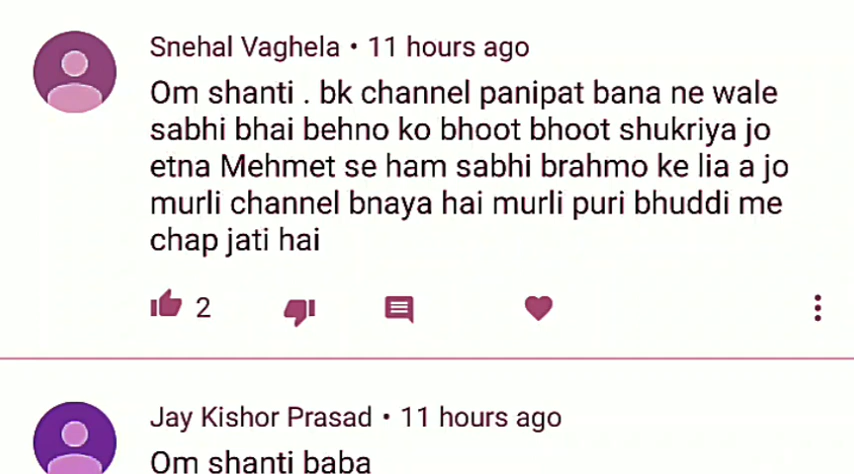 Snehal Vaghela • 11 hours ago
Om shanti . bk channel panipat bana ne wale
sabhi bhai behno ko bhoot bhoot shukriya jo
etna Mehmet se ham sabhi brahmo ke lia a jo
murli channel bnaya hai murli puri bhuddi me
chap jati hai
2
Jay Kishor Prasad • 11 hours ago
Om shanti baba